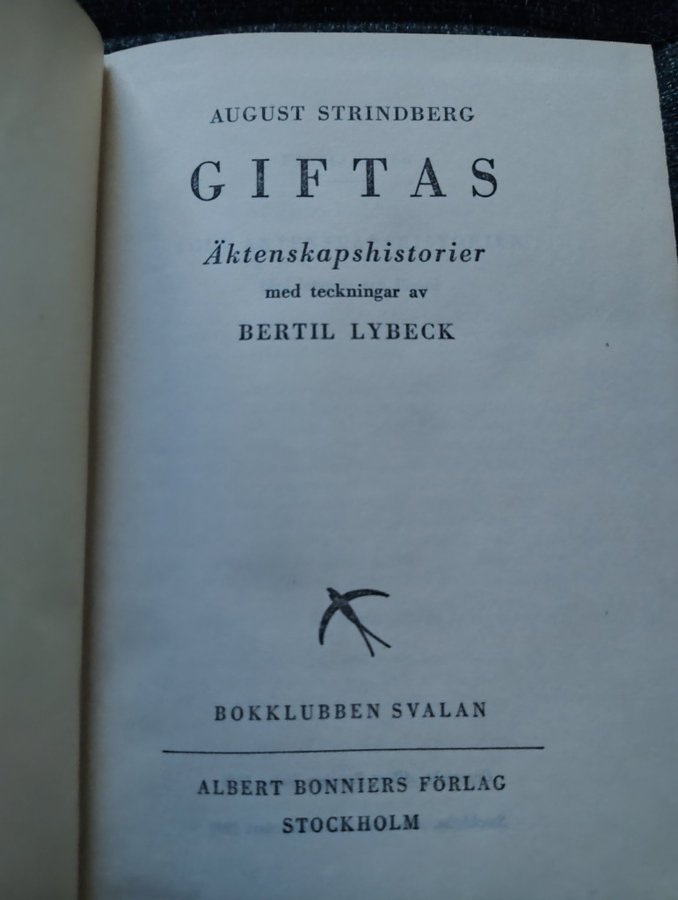 AUGUST STRINDBERG
GIFTAS
Äktenskapshistorier
med teckningar av
BERTIL LYBECK
BOKKLUBBEN SVALAN
ALBERT BONNIERS FÖRLAG
STOCKHOLM